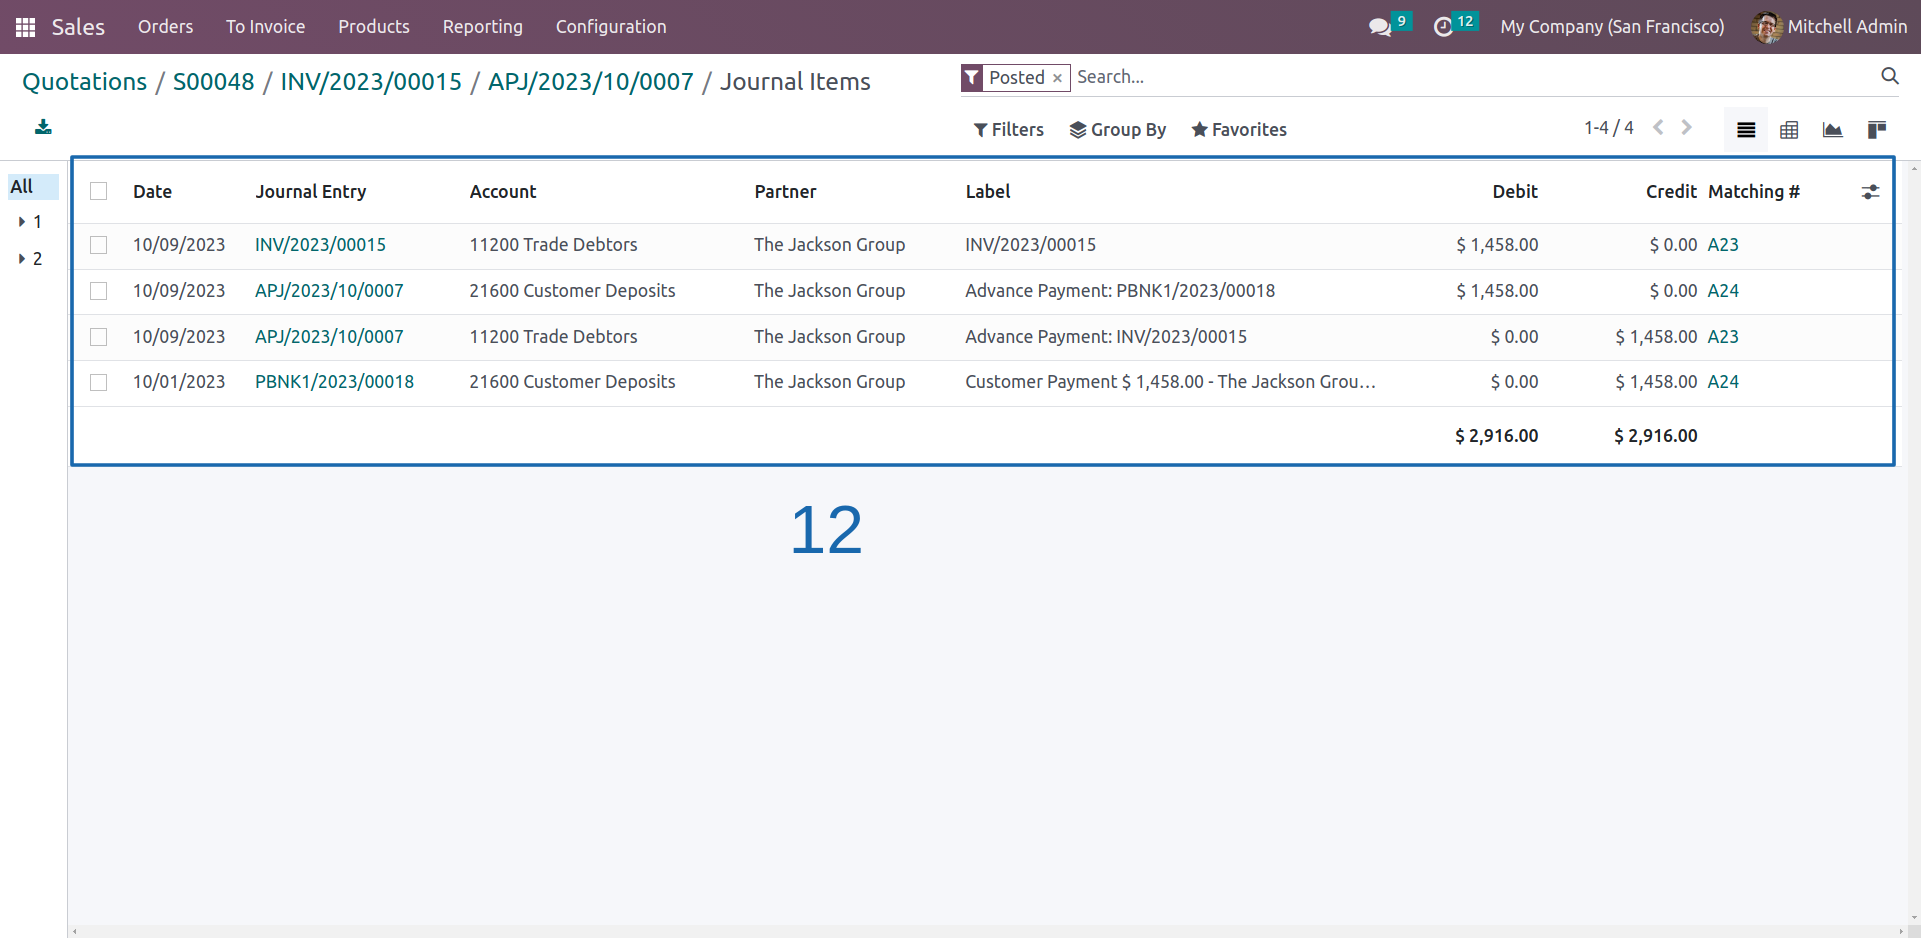 Sales Orders To Invoice Products Reporting Configuration 9 12 My Company (San Francisco) Mitchell Admin
Quotations / S00048 / INV/2023/00015 / APJ/2023/10/0007 / Journal Items
Posted × Search...
Filters Group By Favorites 1-4 / 4
All
1
2
Date Journal Entry Account Partner Label Debit Credit Matching #
10/09/2023 INV/2023/00015 11200 Trade Debtors The Jackson Group INV/2023/00015 $ 1,458.00 $ 0.00 A23
10/09/2023 APJ/2023/10/0007 21600 Customer Deposits The Jackson Group Advance Payment: PBNK1/2023/00018 $ 1,458.00 $ 0.00 A24
10/09/2023 APJ/2023/10/0007 11200 Trade Debtors The Jackson Group Advance Payment: INV/2023/00015 $ 0.00 $ 1,458.00 A23
10/01/2023 PBNK1/2023/00018 21600 Customer Deposits The Jackson Group Customer Payment $ 1,458.00 - The Jackson Grou... $ 0.00 $ 1,458.00 A24
$ 2,916.00 $ 2,916.00
12